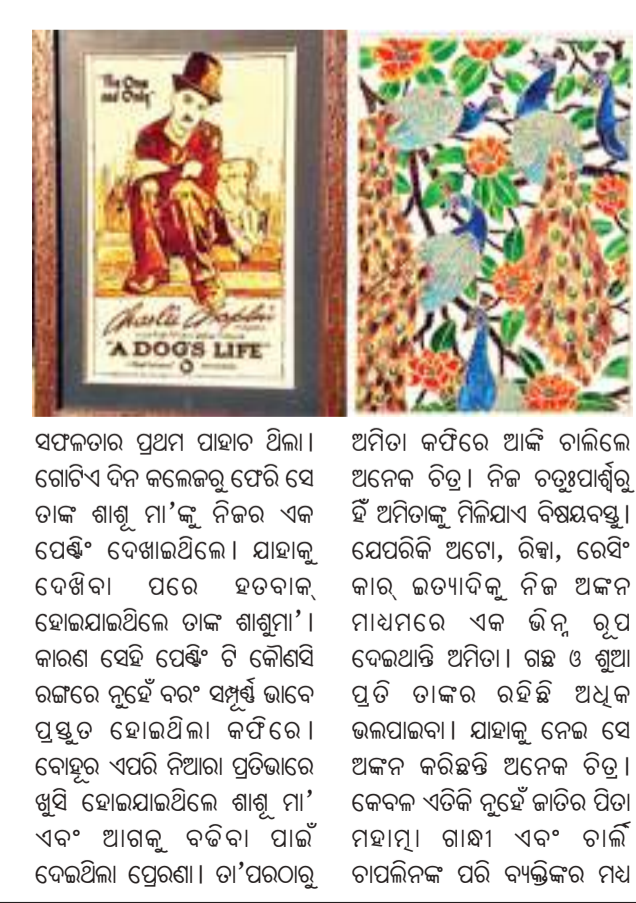 "The One
and Only"
Charlie Chaplin
"A DOG'S LIFE"
ସଫଳତାର ପ୍ରଥମ ପାହାଚ ଥିଲା।
ଗୋଟିଏ ଦିନ କଲେଜରୁ ଫେରି ସେ
ତାଙ୍କ ଶାଶୂ ମା'ଙ୍କୁ ନିଜର ଏକ
ପେଣ୍ଟିଂ ଦେଖାଇଥିଲେ। ଯାହାକୁ
ଦେଖିବା ପରେ ହତବାକ୍
ହୋଇଯାଇଥିଲେ ତାଙ୍କ ଶାଶୁମା'।
କାରଣ ସେହି ପେଣ୍ଟିଂ ଟି କୌଣସି
ରଙ୍ଗରେ ନୁହେଁ ବରଂ ସମ୍ପୂର୍ଣ୍ଣ ଭାବେ
ପ୍ରସ୍ତୁତ ହୋଇଥିଲା କଫିରେ।
ବୋହୂର ଏପରି ନିଆରା ପ୍ରତିଭାରେ
ଖୁସି ହୋଇଯାଇଥିଲେ ଶାଶୂ ମା'
ଏବଂ ଆଗକୁ ବଢିବା ପାଇଁ
ଦେଇଥିଲା ପ୍ରେରଣା। ତା'ପରଠାରୁ
ଅମିତା କଫିରେ ଆଙ୍କି ଚାଲିଲେ
ଅନେକ ଚିତ୍ର। ନିଜ ଚତୁଃପାର୍ଶ୍ୱରୁ
ହିଁ ଅମିତାଙ୍କୁ ମିଳିଯାଏ ବିଷୟବସ୍ତୁ।
ଯେପରିକି ଅଟୋ, ରିକ୍ସା, ରେସିଂ
କାର୍ ଇତ୍ୟାଦିକୁ ନିଜ ଅଙ୍କନ
ମାଧ୍ୟମରେ ଏକ ଭିନ୍ନ ରୂପ
ଦେଇଥାନ୍ତି ଅମିତା। ଗଛ ଓ ଶୁଆ
ପ୍ରତି ତାଙ୍କର ରହିଛି ଅଧିକ
ଭଲପାଇବା। ଯାହାକୁ ନେଇ ସେ
ଅଙ୍କନ କରିଛନ୍ତି ଅନେକ ଚିତ୍ର।
କେବଳ ଏତିକି ନୁହେଁ ଜାତିର ପିତା
ମହାତ୍ମା ଗାନ୍ଧୀ ଏବଂ ଚାର୍ଲି
ଚାପଲିନଙ୍କ ପରି ବ୍ୟକ୍ତିଙ୍କର ମଧ୍ୟ